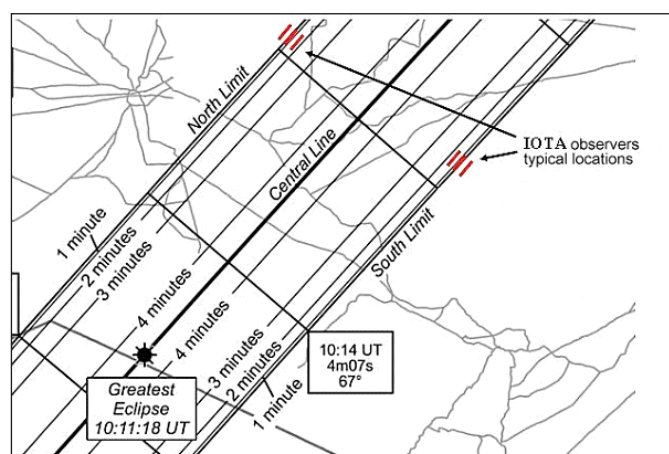 North Limit
Central Line
IOTA observers
typical locations
South Limit
1 minute
2 minutes
3 minutes
4 minutes
4 minutes
3 minutes
2 minutes
1 minute
10:14 UT
4m07s
67°
Greatest
Eclipse
10:11:18 UT